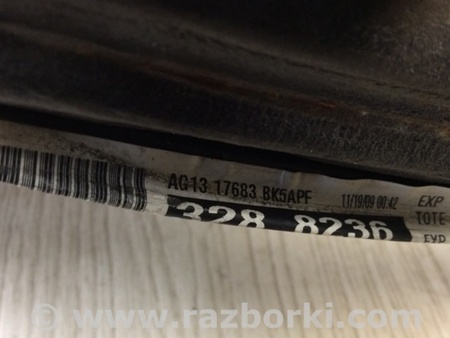 AG13 17683 BK5APF 11/19/09 00:42 EXP
328 8236 TOTE
EXP
© www.razborki.com